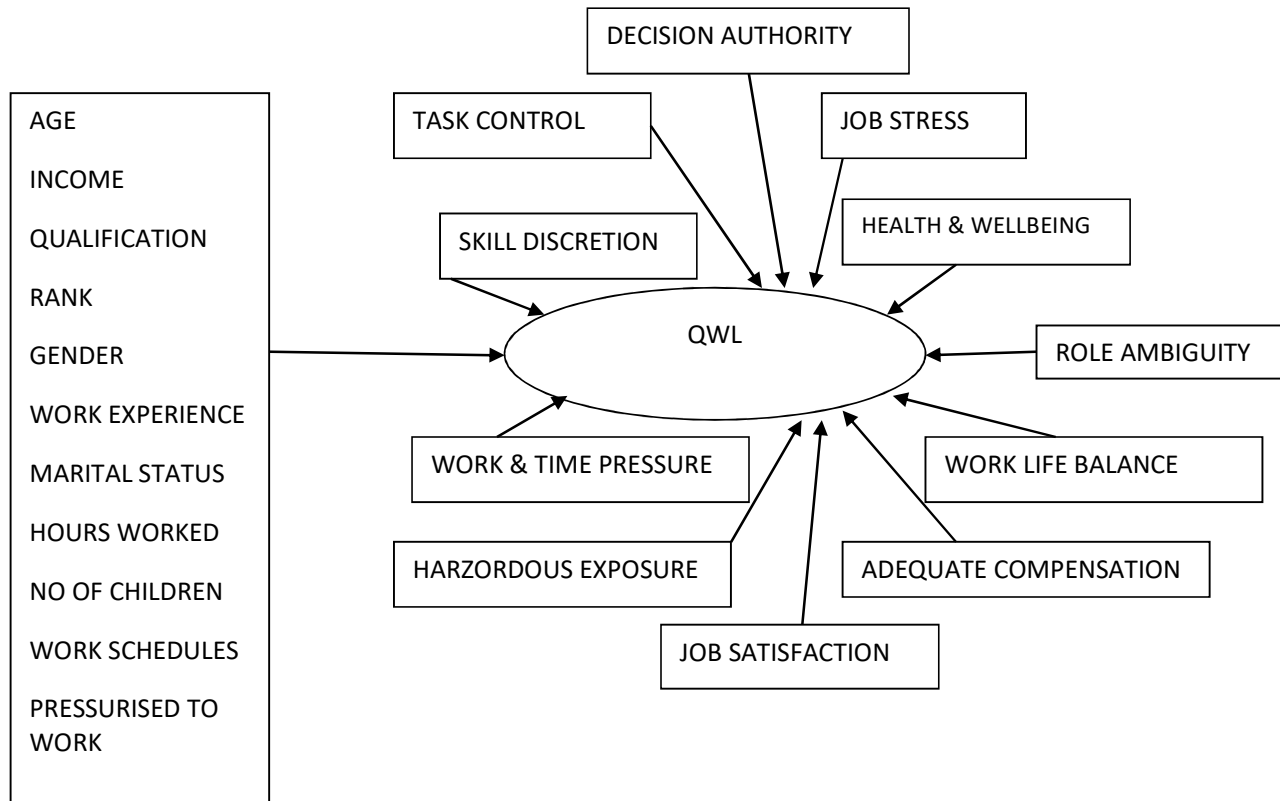 DECISION AUTHORITY
TASK CONTROL
JOB STRESS
SKILL DISCRETION
HEALTH & WELLBEING
AGE
INCOME
QUALIFICATION
RANK
GENDER
WORK EXPERIENCE
MARITAL STATUS
HOURS WORKED
NO OF CHILDREN
WORK SCHEDULES
PRESSURISED TO
WORK
QWL
ROLE AMBIGUITY
WORK & TIME PRESSURE
WORK LIFE BALANCE
HARZORDOUS EXPOSURE
ADEQUATE COMPENSATION
JOB SATISFACTION